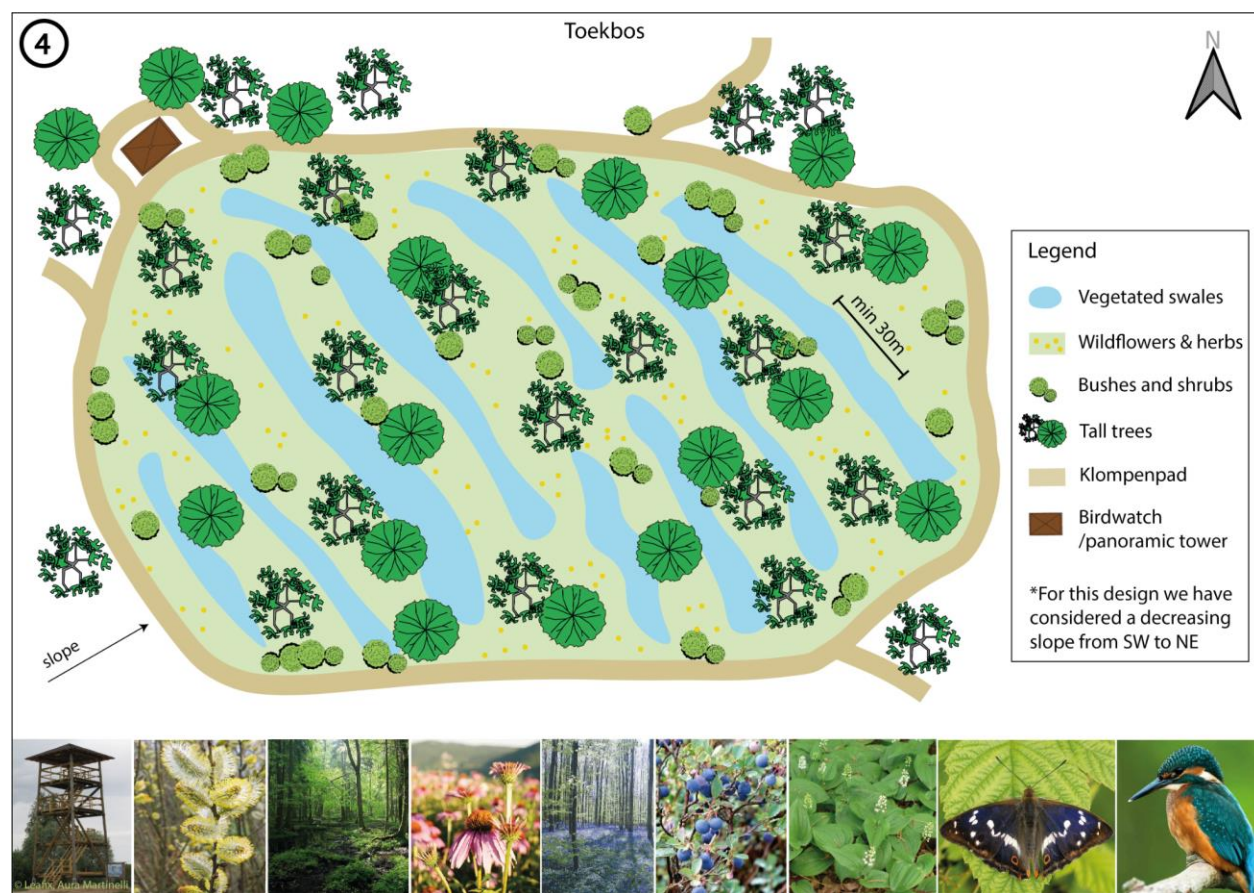 4
Toekbos
N
min 30m
slope
Legend
Vegetated swales
Wildflowers & herbs
Bushes and shrubs
Tall trees
Klompenpad
Birdwatch
/panoramic tower
*For this design we have
considered a decreasing
slope from SW to NE
© Leafix, Aura Martinelli